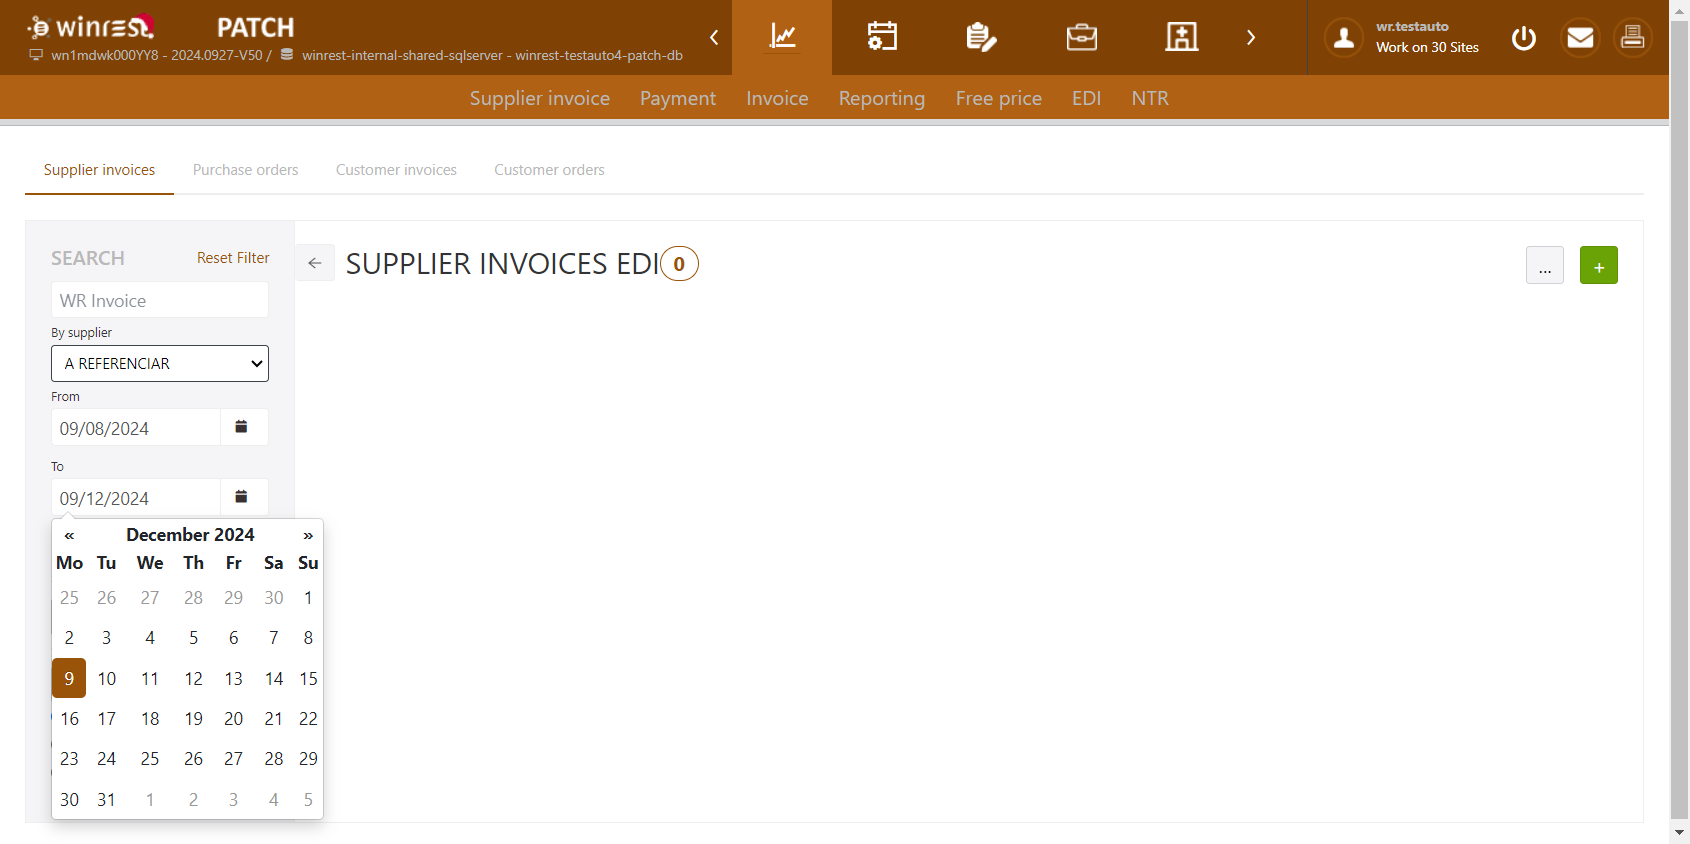 winrest PATCH
wn1mdwk000YY8 - 2024.0927-V50 / winrest-internal-shared-sqlserver - winrest-testauto4-patch-db
wr.testauto
Work on 30 Sites
Supplier invoice Payment Invoice Reporting Free price EDI NTR
Supplier invoices Purchase orders Customer invoices Customer orders
SEARCH Reset Filter
SUPPLIER INVOICES EDI 0
... +
WR Invoice
By supplier
A REFERENCIAR
From
09/08/2024
To
09/12/2024
« December 2024 »
Mo Tu We Th Fr Sa Su
25 26 27 28 29 30 1
2 3 4 5 6 7 8
9 10 11 12 13 14 15
16 17 18 19 20 21 22
23 24 25 26 27 28 29
30 31 1 2 3 4 5